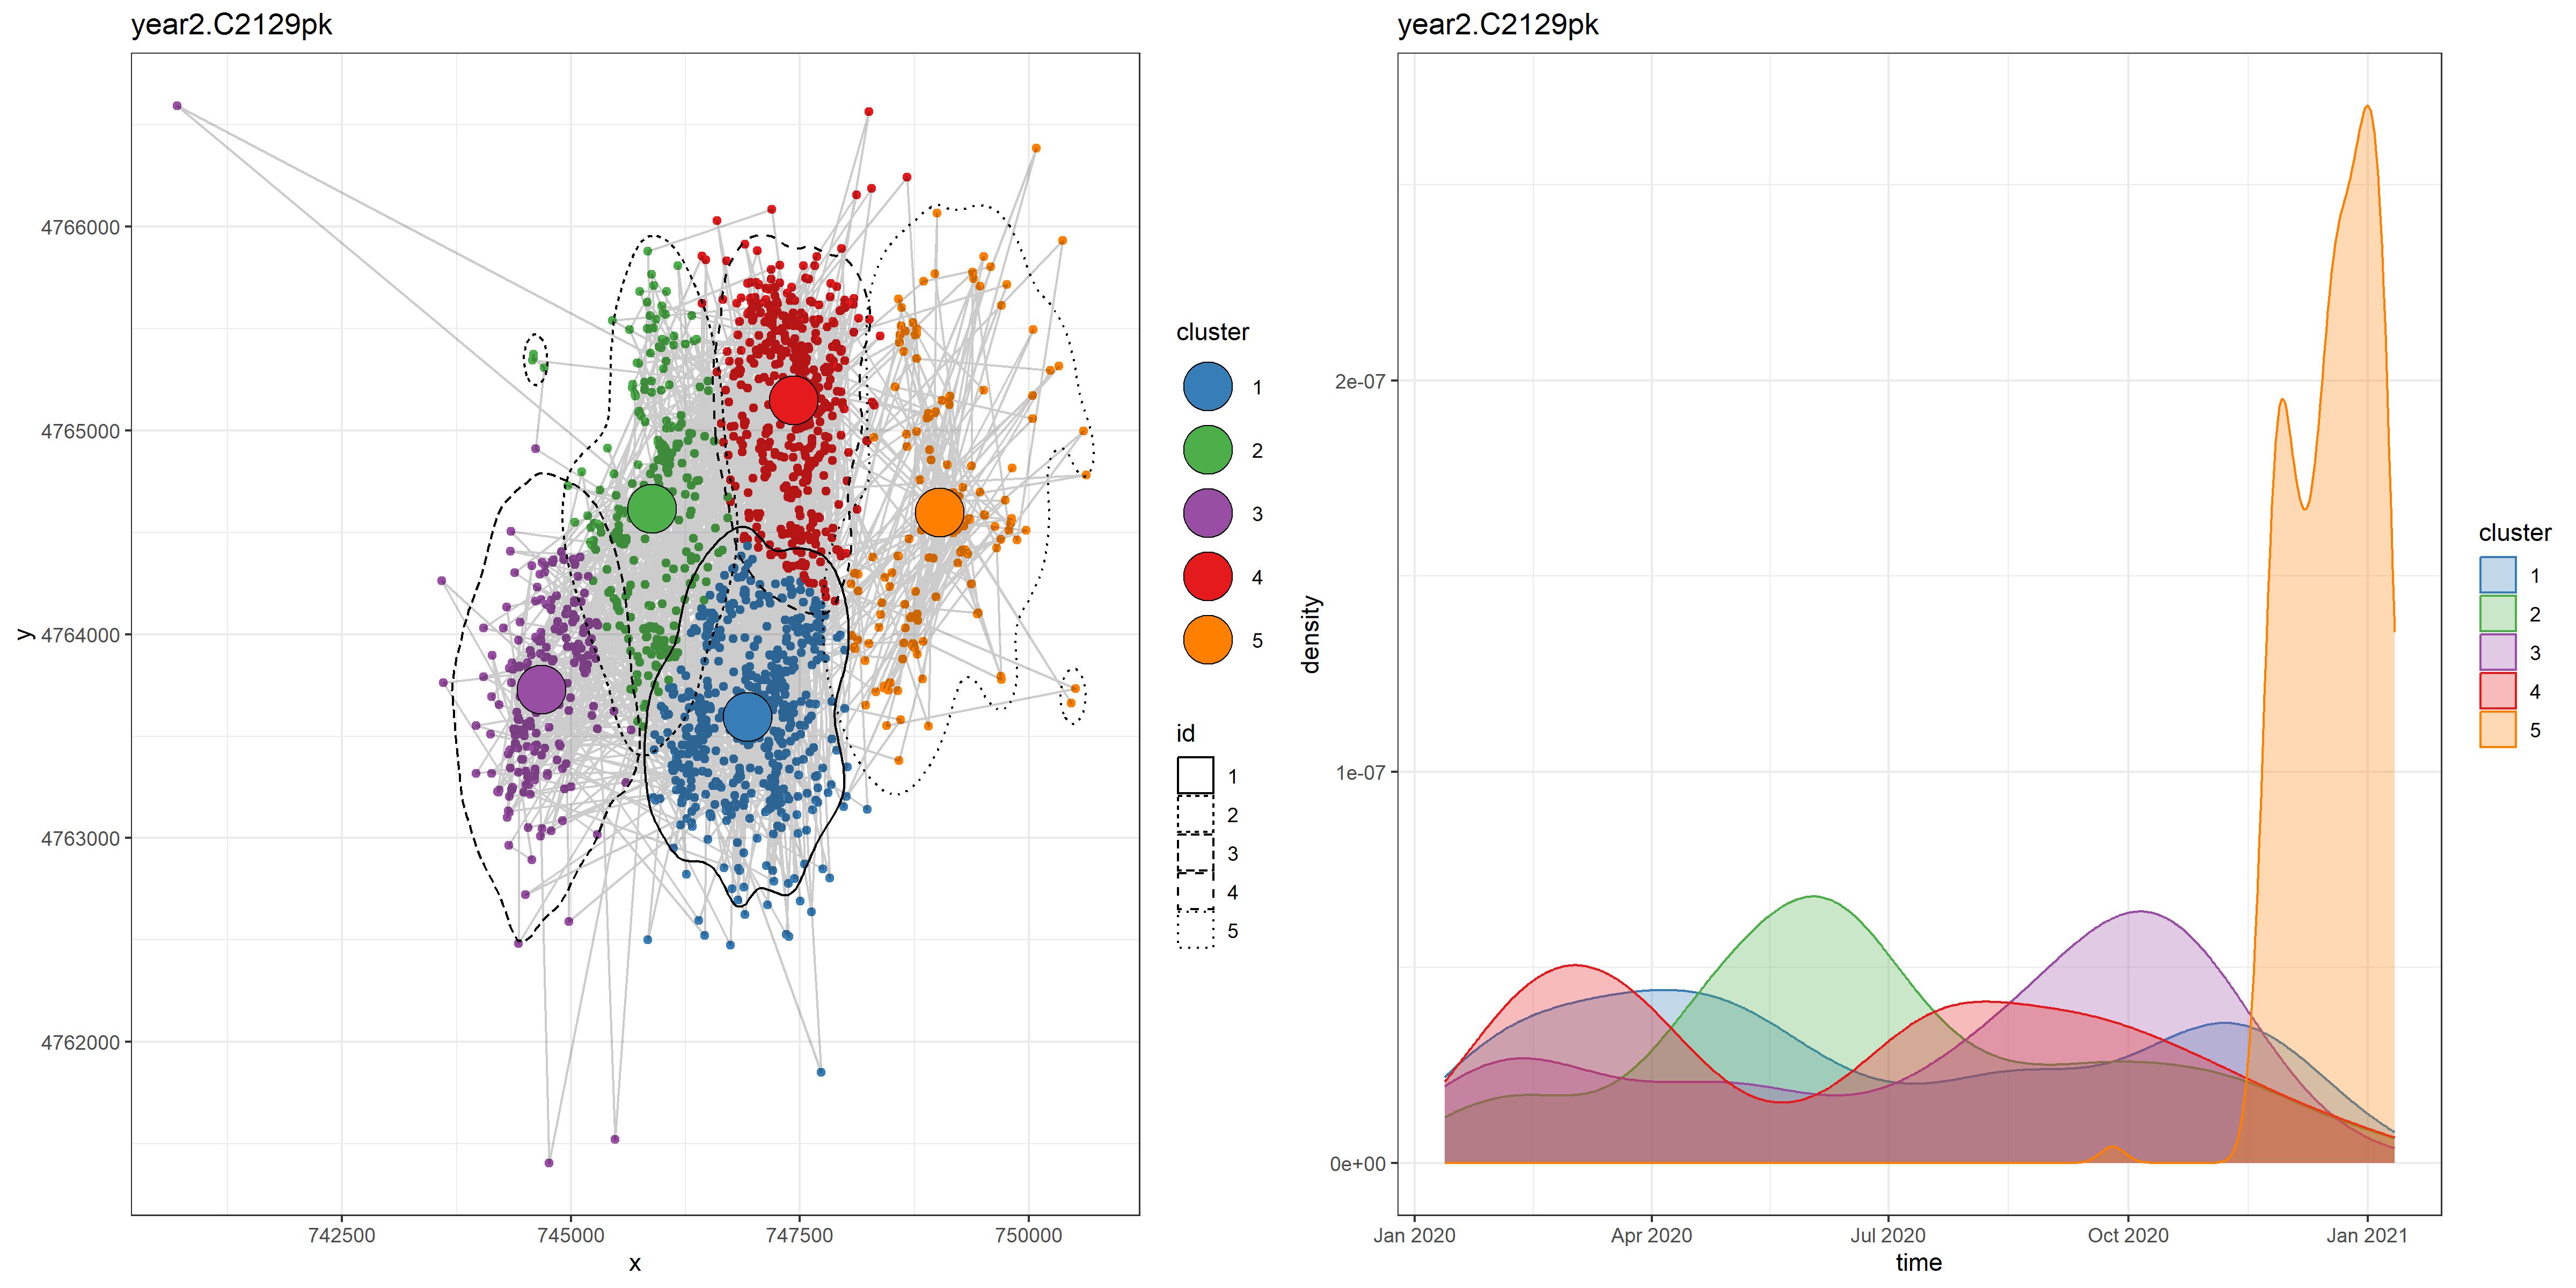 year2.C2129pk
y
4766000
4765000
4764000
4763000
4762000
742500 745000 747500 750000
x
cluster
1
2
3
4
5
id
1
2
3
4
5
year2.C2129pk
density
2e-07
1e-07
0e+00
Jan 2020 Apr 2020 Jul 2020 Oct 2020 Jan 2021
time
cluster
1
2
3
4
5